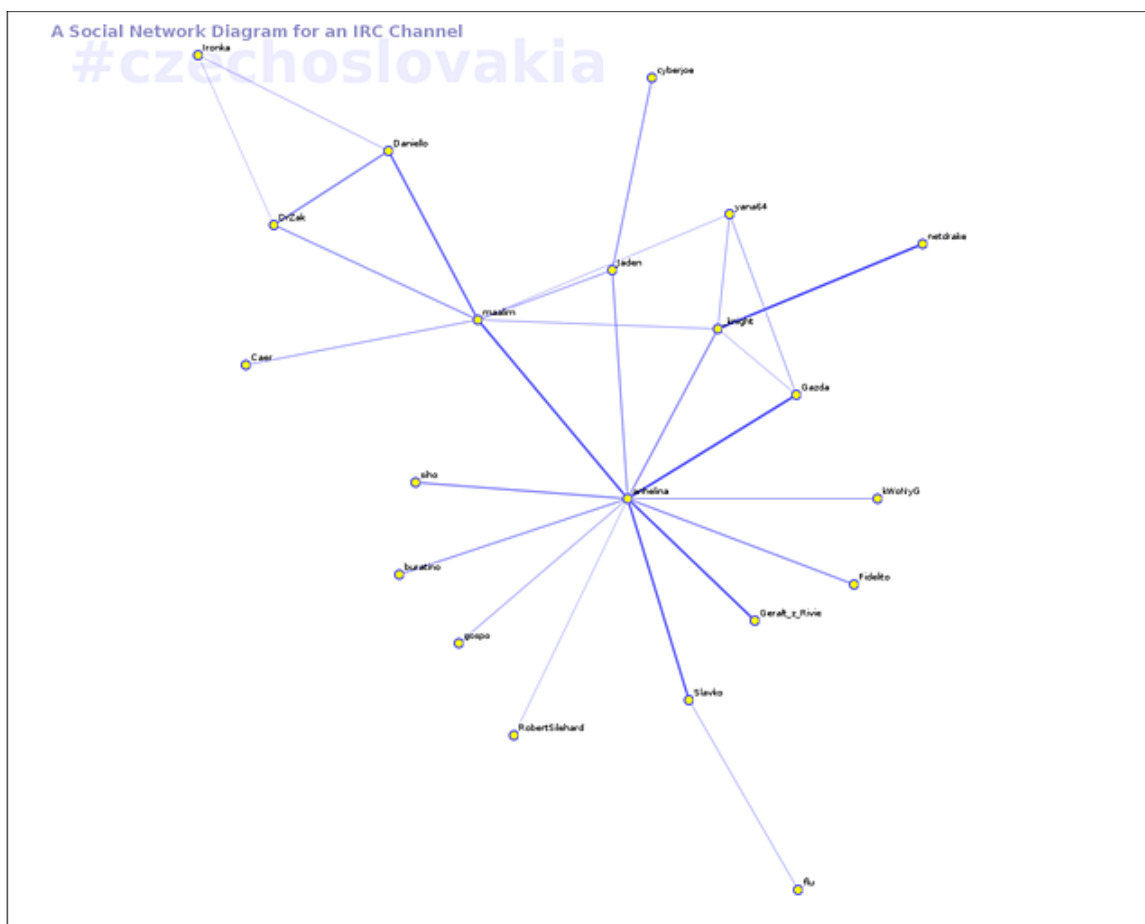 A Social Network Diagram for an IRC Channel
#czechoslovakia
Ironka
cyberjoe
Daniello
yana64
DrZak
netdrake
Jaden
maslim
knight
Caer
Gazda
siho
anhelina
kWoNyG
buratino
Fidelito
Geralt_z_Rivie
gospo
Slavko
RobertSilehard
flu